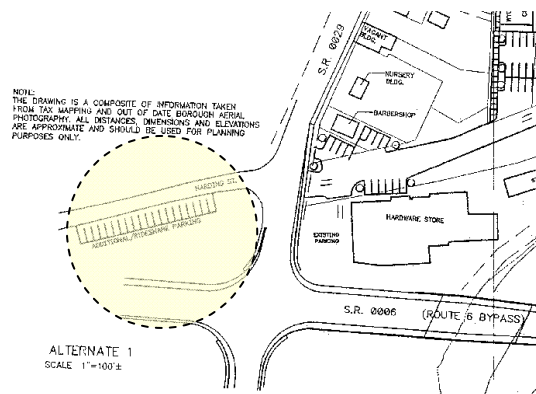 NOTE:
THE DRAWING IS A COMPOSITE OF INFORMATION TAKEN
FROM TAX MAPPING AND OUT OF DATE BOROUGH AERIAL
PHOTOGRAPHY. ALL DISTANCES, DIMENSIONS AND ELEVATIONS
ARE APPROXIMATE AND SHOULD BE USED FOR PLANNING
PURPOSES ONLY.
S.R. 0029
VACANT
BLDG.
NURSERY
BLDG.
BARBERSHOP
HARDING ST.
ADDITIONAL/RIDESHARE PARKING
HARDWARE STORE
EXISTING
PARKING
S.R. 0006 (ROUTE 6 BYPASS)
ALTERNATE 1
SCALE 1"=100'±